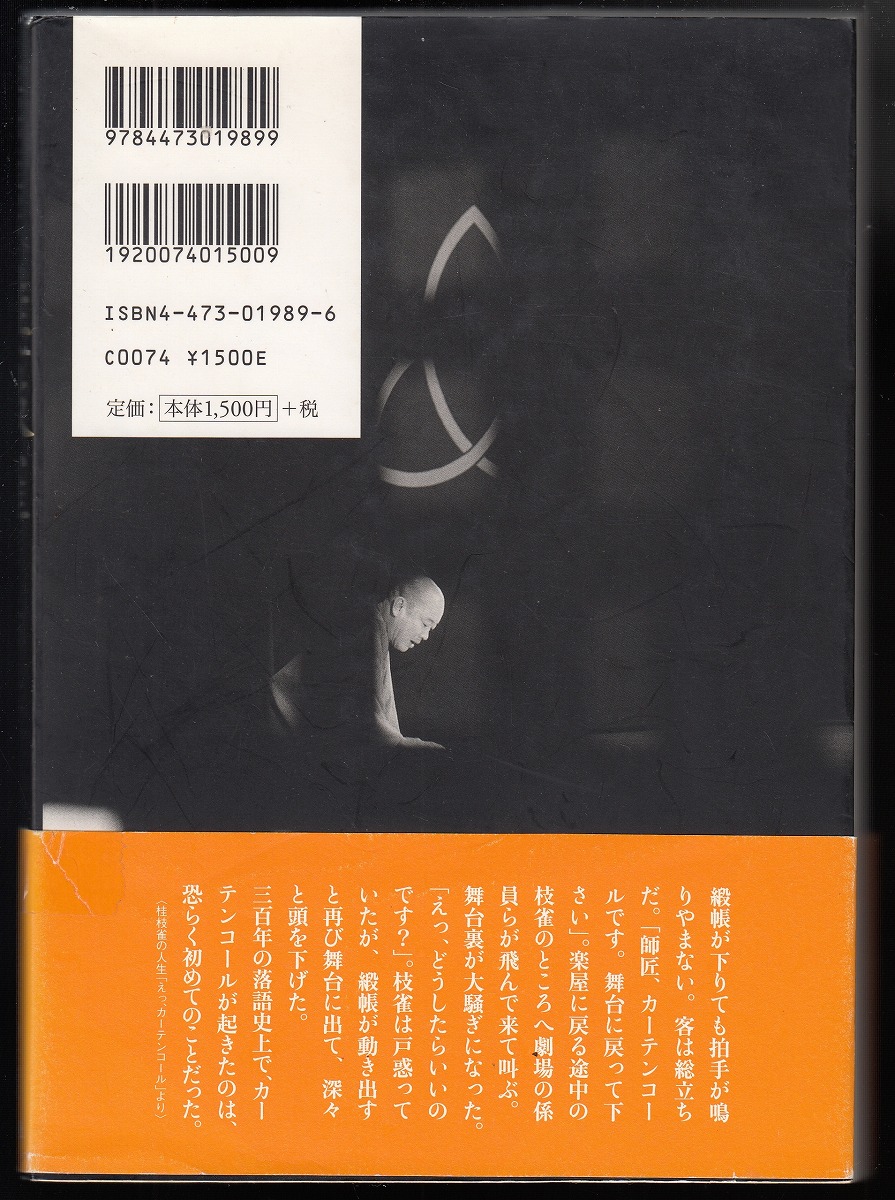 9784473019899
1920074015009
ISBN4-473-01989-6
C0074 ¥1500E
定価：本体1,500円＋税
緞帳が下りても拍手が鳴
りやまない。客は総立ち
だ。「師匠、カーテンコー
ルです。舞台に戻って下
さい」。楽屋に戻る途中の
枝雀のところへ劇場の係
員らが飛んで来て叫ぶ。
舞台裏が大騒ぎになった。
「えっ、どうしたらいいの
です？」。枝雀は戸惑って
いたが、緞帳が動き出す
と再び舞台に出て、深々
と頭を下げた。
三百年の落語史上で、カー
テンコールが起きたのは、
恐らく初めてのことだった。
〈桂枝雀の人生「えっ、カーテンコール」より〉